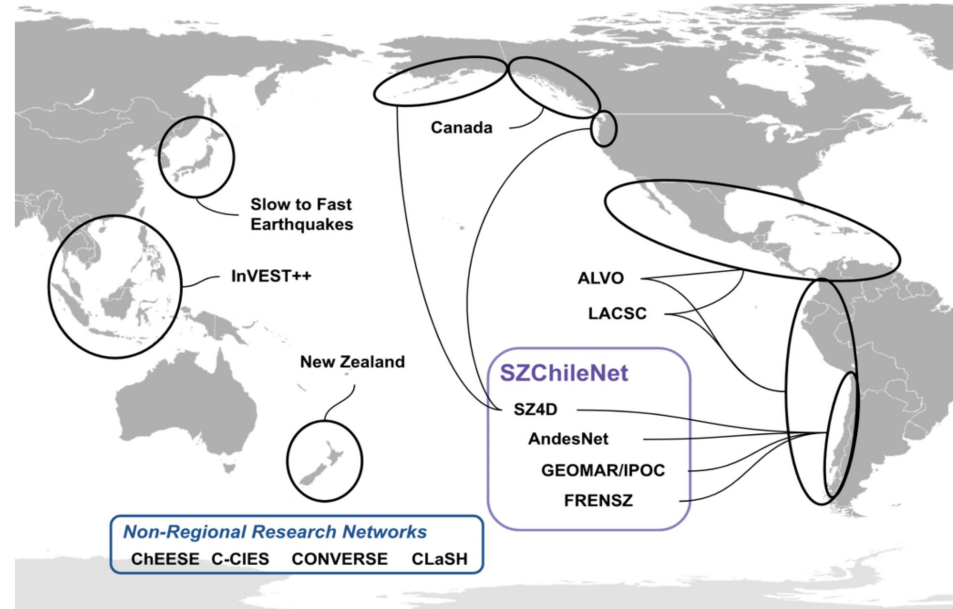 Canada
Slow to Fast
Earthquakes
InVEST++
ALVO
LACSC
New Zealand
SZChileNet
SZ4D
AndesNet
GEOMAR/IPOC
FRENSZ
Non-Regional Research Networks
ChEESE C-CIES CONVERSE CLaSH